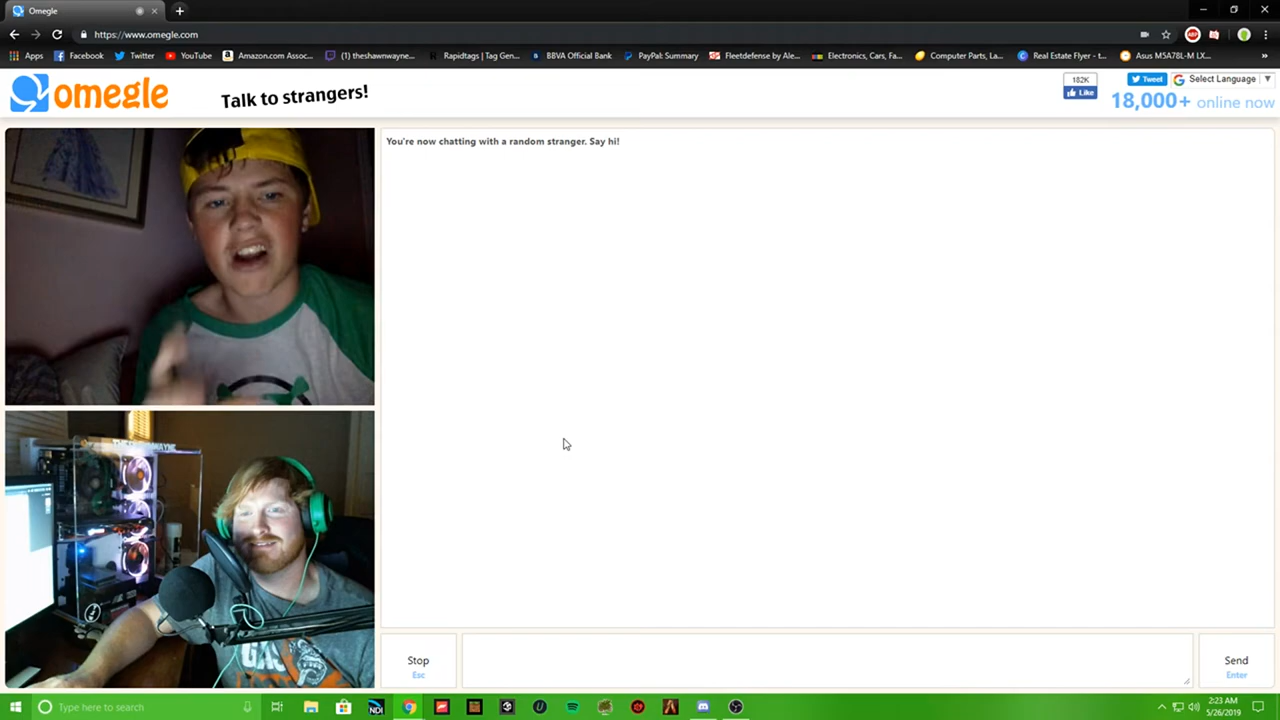 Omegle
https://www.omegle.com
Apps Facebook Twitter YouTube Amazon.com Assoc... (1) theshawnwayne... Rapidtags | Tag Gen... BBVA Official Bank PayPal: Summary Fleetdefense by Ale... Electronics, Cars, Fa... Computer Parts, La... Real Estate Flyer - t... Asus M5A78L-M LX... »
omegle Talk to strangers! 182K Like Tweet Select Language
18,000+ online now
You're now chatting with a random stranger. Say hi!
GAS
Stop
Esc
Send
Enter
Type here to search
NDI
2:23 AM
5/26/2019